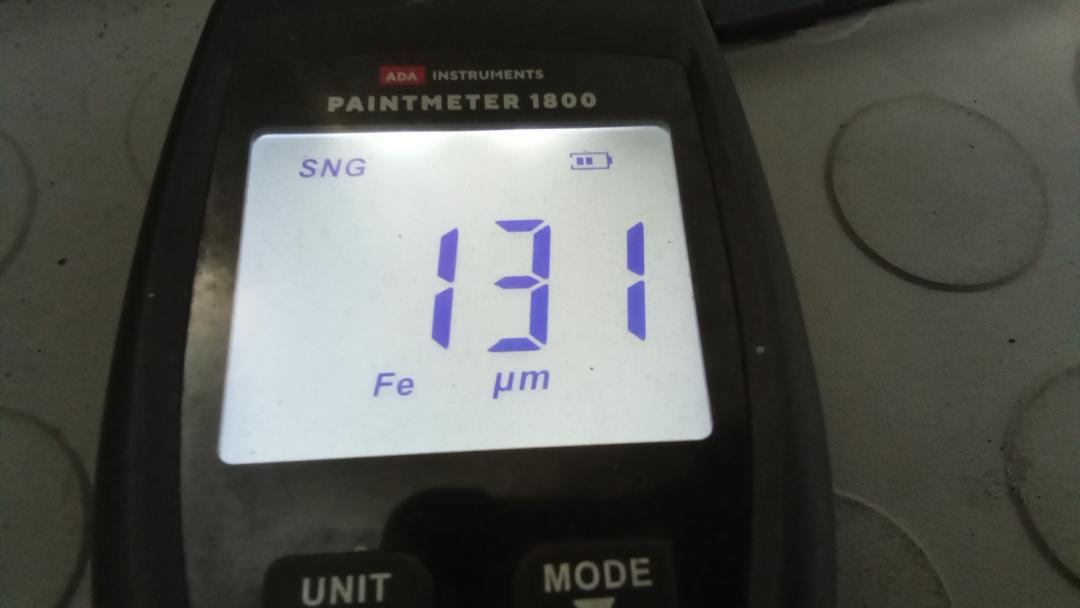 ADA INSTRUMENTS
PAINTMETER 1800
SNG
131
Fe µm
UNIT MODE